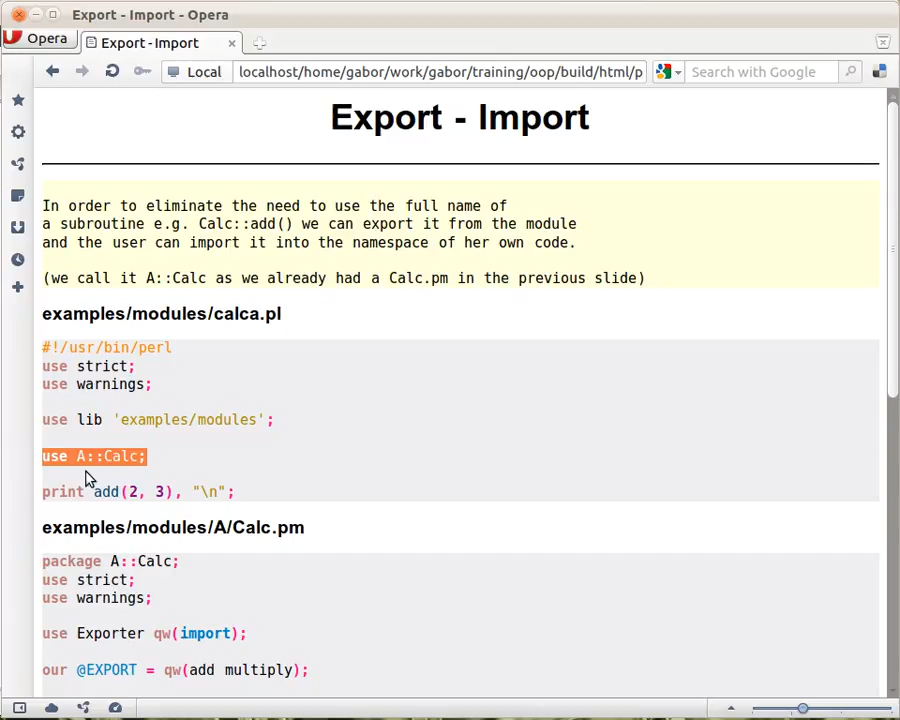 Export - Import - Opera
Opera
Export - Import
Local
localhost/home/gabor/work/gabor/training/oop/build/html/p
Search with Google
Export - Import
In order to eliminate the need to use the full name of
a subroutine e.g. Calc::add() we can export it from the module
and the user can import it into the namespace of her own code.
(we call it A::Calc as we already had a Calc.pm in the previous slide)
examples/modules/calca.pl
#!/usr/bin/perl
use strict;
use warnings;
use lib 'examples/modules';
use A::Calc;
print add(2, 3), "\n";
examples/modules/A/Calc.pm
package A::Calc;
use strict;
use warnings;
use Exporter qw(import);
our @EXPORT = qw(add multiply);